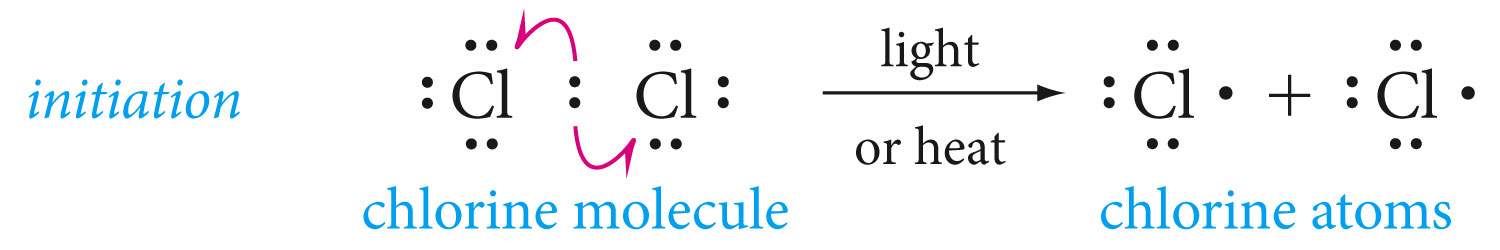 initiation
:Cl : Cl:
light
or heat
:Cl· + :Cl·
chlorine molecule
chlorine atoms